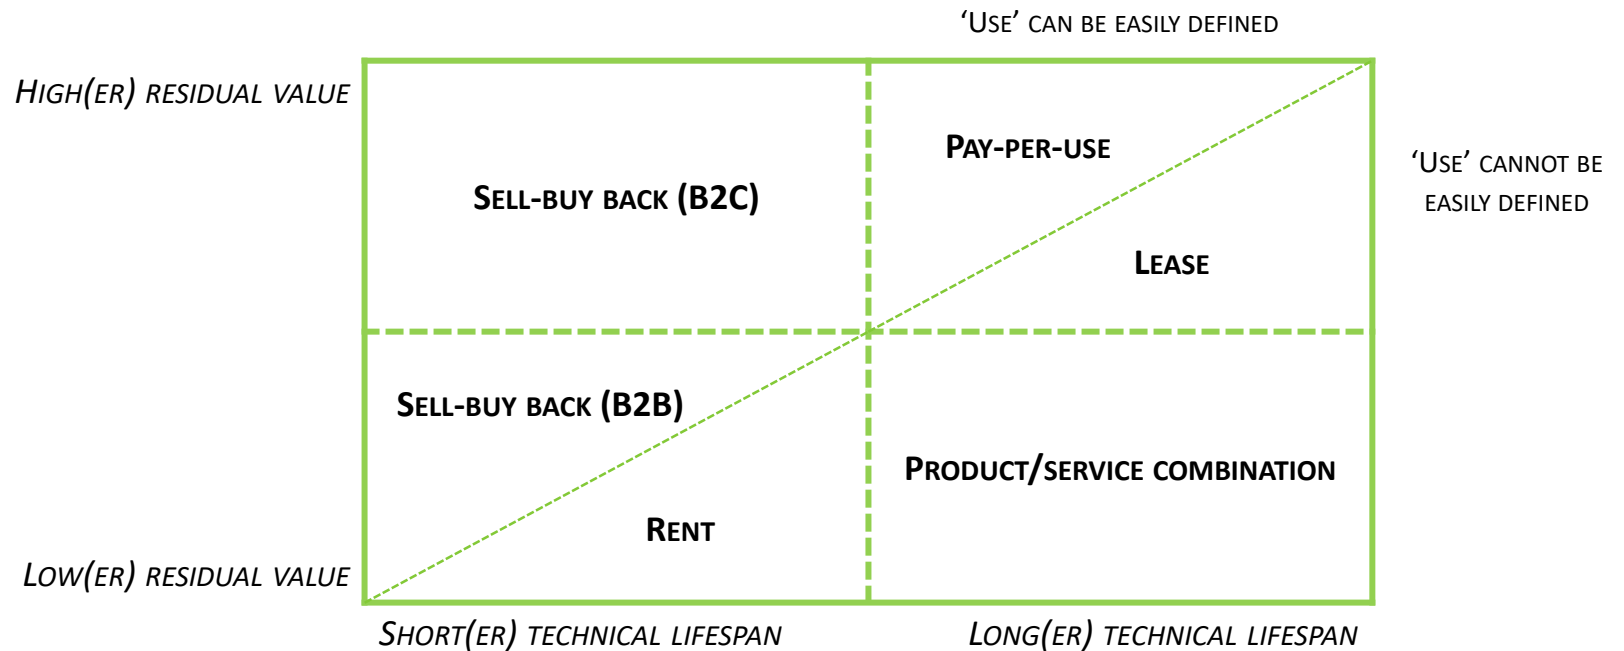 ‘Use’ can be easily defined
High(er) residual value
Pay-per-use
‘Use’ cannot be
easily defined
Sell-buy back (B2C)
Lease
Sell-buy back (B2B)
Product/service combination
Rent
Low(er) residual value
Short(er) technical lifespan
Long(er) technical lifespan